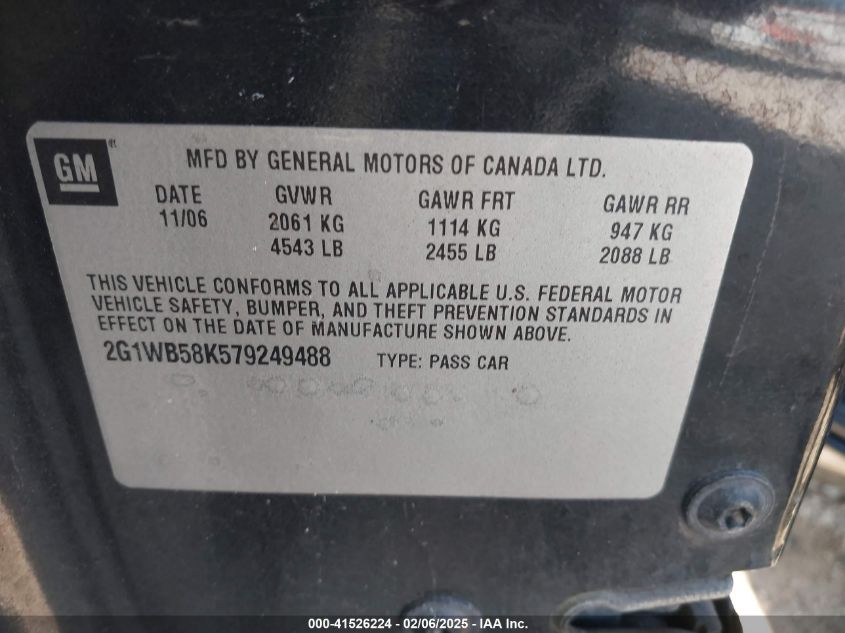 GM
MFD BY GENERAL MOTORS OF CANADA LTD.
DATE GVWR GAWR FRT GAWR RR
11/06 2061 KG 1114 KG 947 KG
4543 LB 2455 LB 2088 LB
THIS VEHICLE CONFORMS TO ALL APPLICABLE U.S. FEDERAL MOTOR
VEHICLE SAFETY, BUMPER, AND THEFT PREVENTION STANDARDS IN
EFFECT ON THE DATE OF MANUFACTURE SHOWN ABOVE.
2G1WB58K579249488 TYPE: PASS CAR
000-41526224 - 02/06/2025 - IAA Inc.